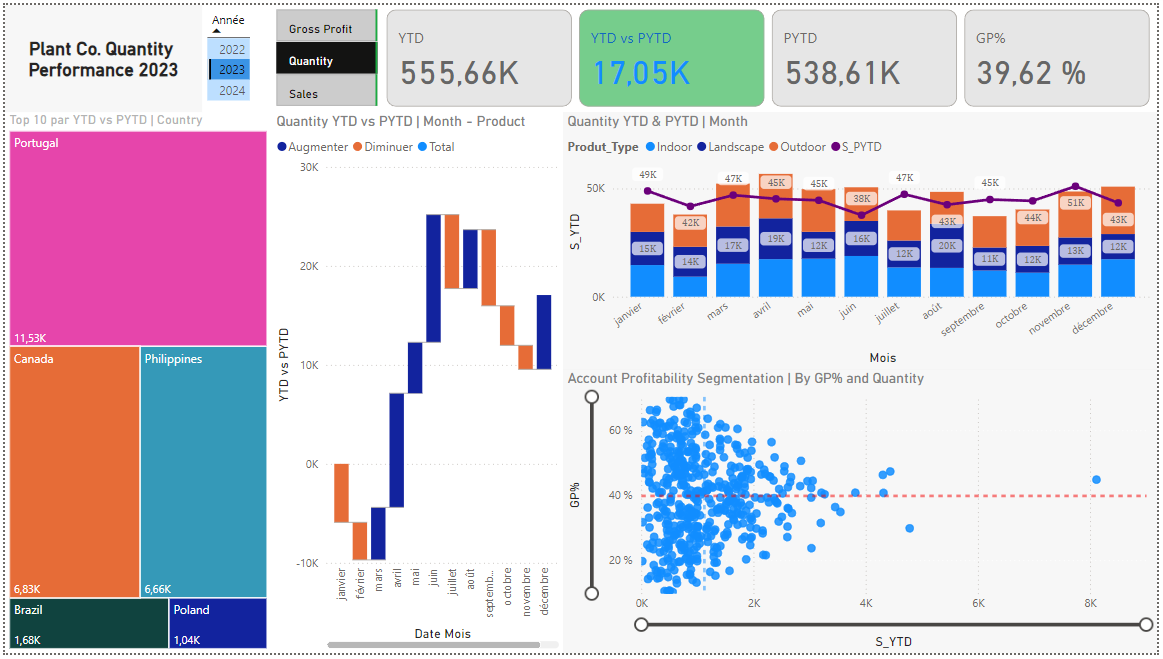 Plant Co. Quantity
Performance 2023
Année
2022
2023
2024
Gross Profit
Quantity
Sales
YTD
555,66K
YTD vs PYTD
17,05K
PYTD
538,61K
GP%
39,62 %
Top 10 par YTD vs PYTD | Country
Portugal
11,53K
Canada
6,83K
Philippines
6,66K
Brazil
1,68K
Poland
1,04K
Quantity YTD vs PYTD | Month - Product
Augmenter Diminuer Total
YTD vs PYTD
30K
20K
10K
0K
-10K
janvier
février
mars
avril
mai
juin
juillet
août
septemb...
octobre
novembre
décembre
Date Mois
Quantity YTD & PYTD | Month
Produt_Type Indoor Landscape Outdoor S_PYTD
S_YTD
50K
0K
49K 42K 47K 45K 45K 38K 47K 43K 45K 44K 51K 43K
15K 14K 17K 19K 12K 16K 12K 20K 11K 12K 13K 12K
janvier
février
mars
avril
mai
juin
juillet
août
septembre
octobre
novembre
décembre
Mois
Account Profitability Segmentation | By GP% and Quantity
GP%
60 %
40 %
20 %
0K 2K 4K 6K 8K
S_YTD